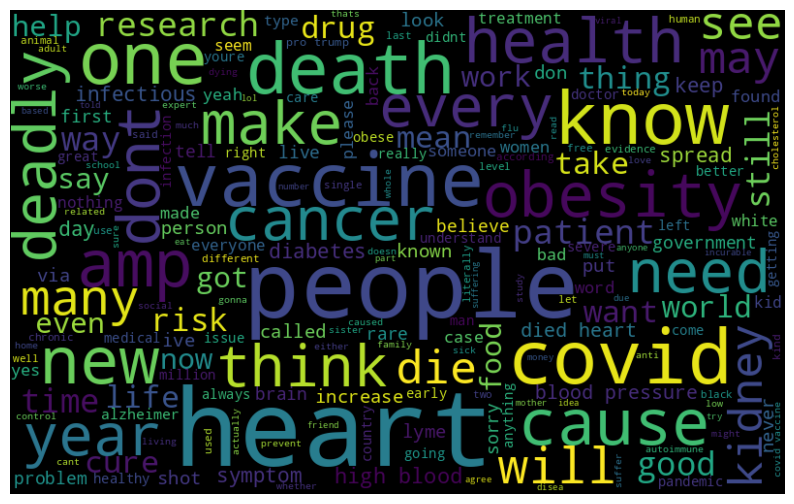 help research drug look type thats viral human
animal adult youre seem pro trump last didnt treatment see
one death health may
deadly infectious yeah care back work don thing keep found
worse dying lol doctor today
based told expert much flu read
first make every know
way infection said please obese mean remember free evidence cholesterol
great tell right live someone women take spread still
school really level according love better
say nothing vaccine whole obesity
related number single
dont made cancer patient white
day use sure person believe understand left government
eat everyone doesn known bad severe anyone must incurable getting
via different diabetes part literally suffering put need
amp got word study let due kid
many social gonna man want world
even risk called caused rare case died heart come
chronic medical ive issue sister people food kind
home yes now family sick covid money anti
well new million either think die
time always brain increase early two blood pressure black
life alzheimer actually sorry anything mother idea low try
control used friend country lyme cause kidney never
living prevent going autoimmune might
year heart
cant cure symptom will good
problem healthy shot whether high blood agree disea suffer pandemic covid vaccine